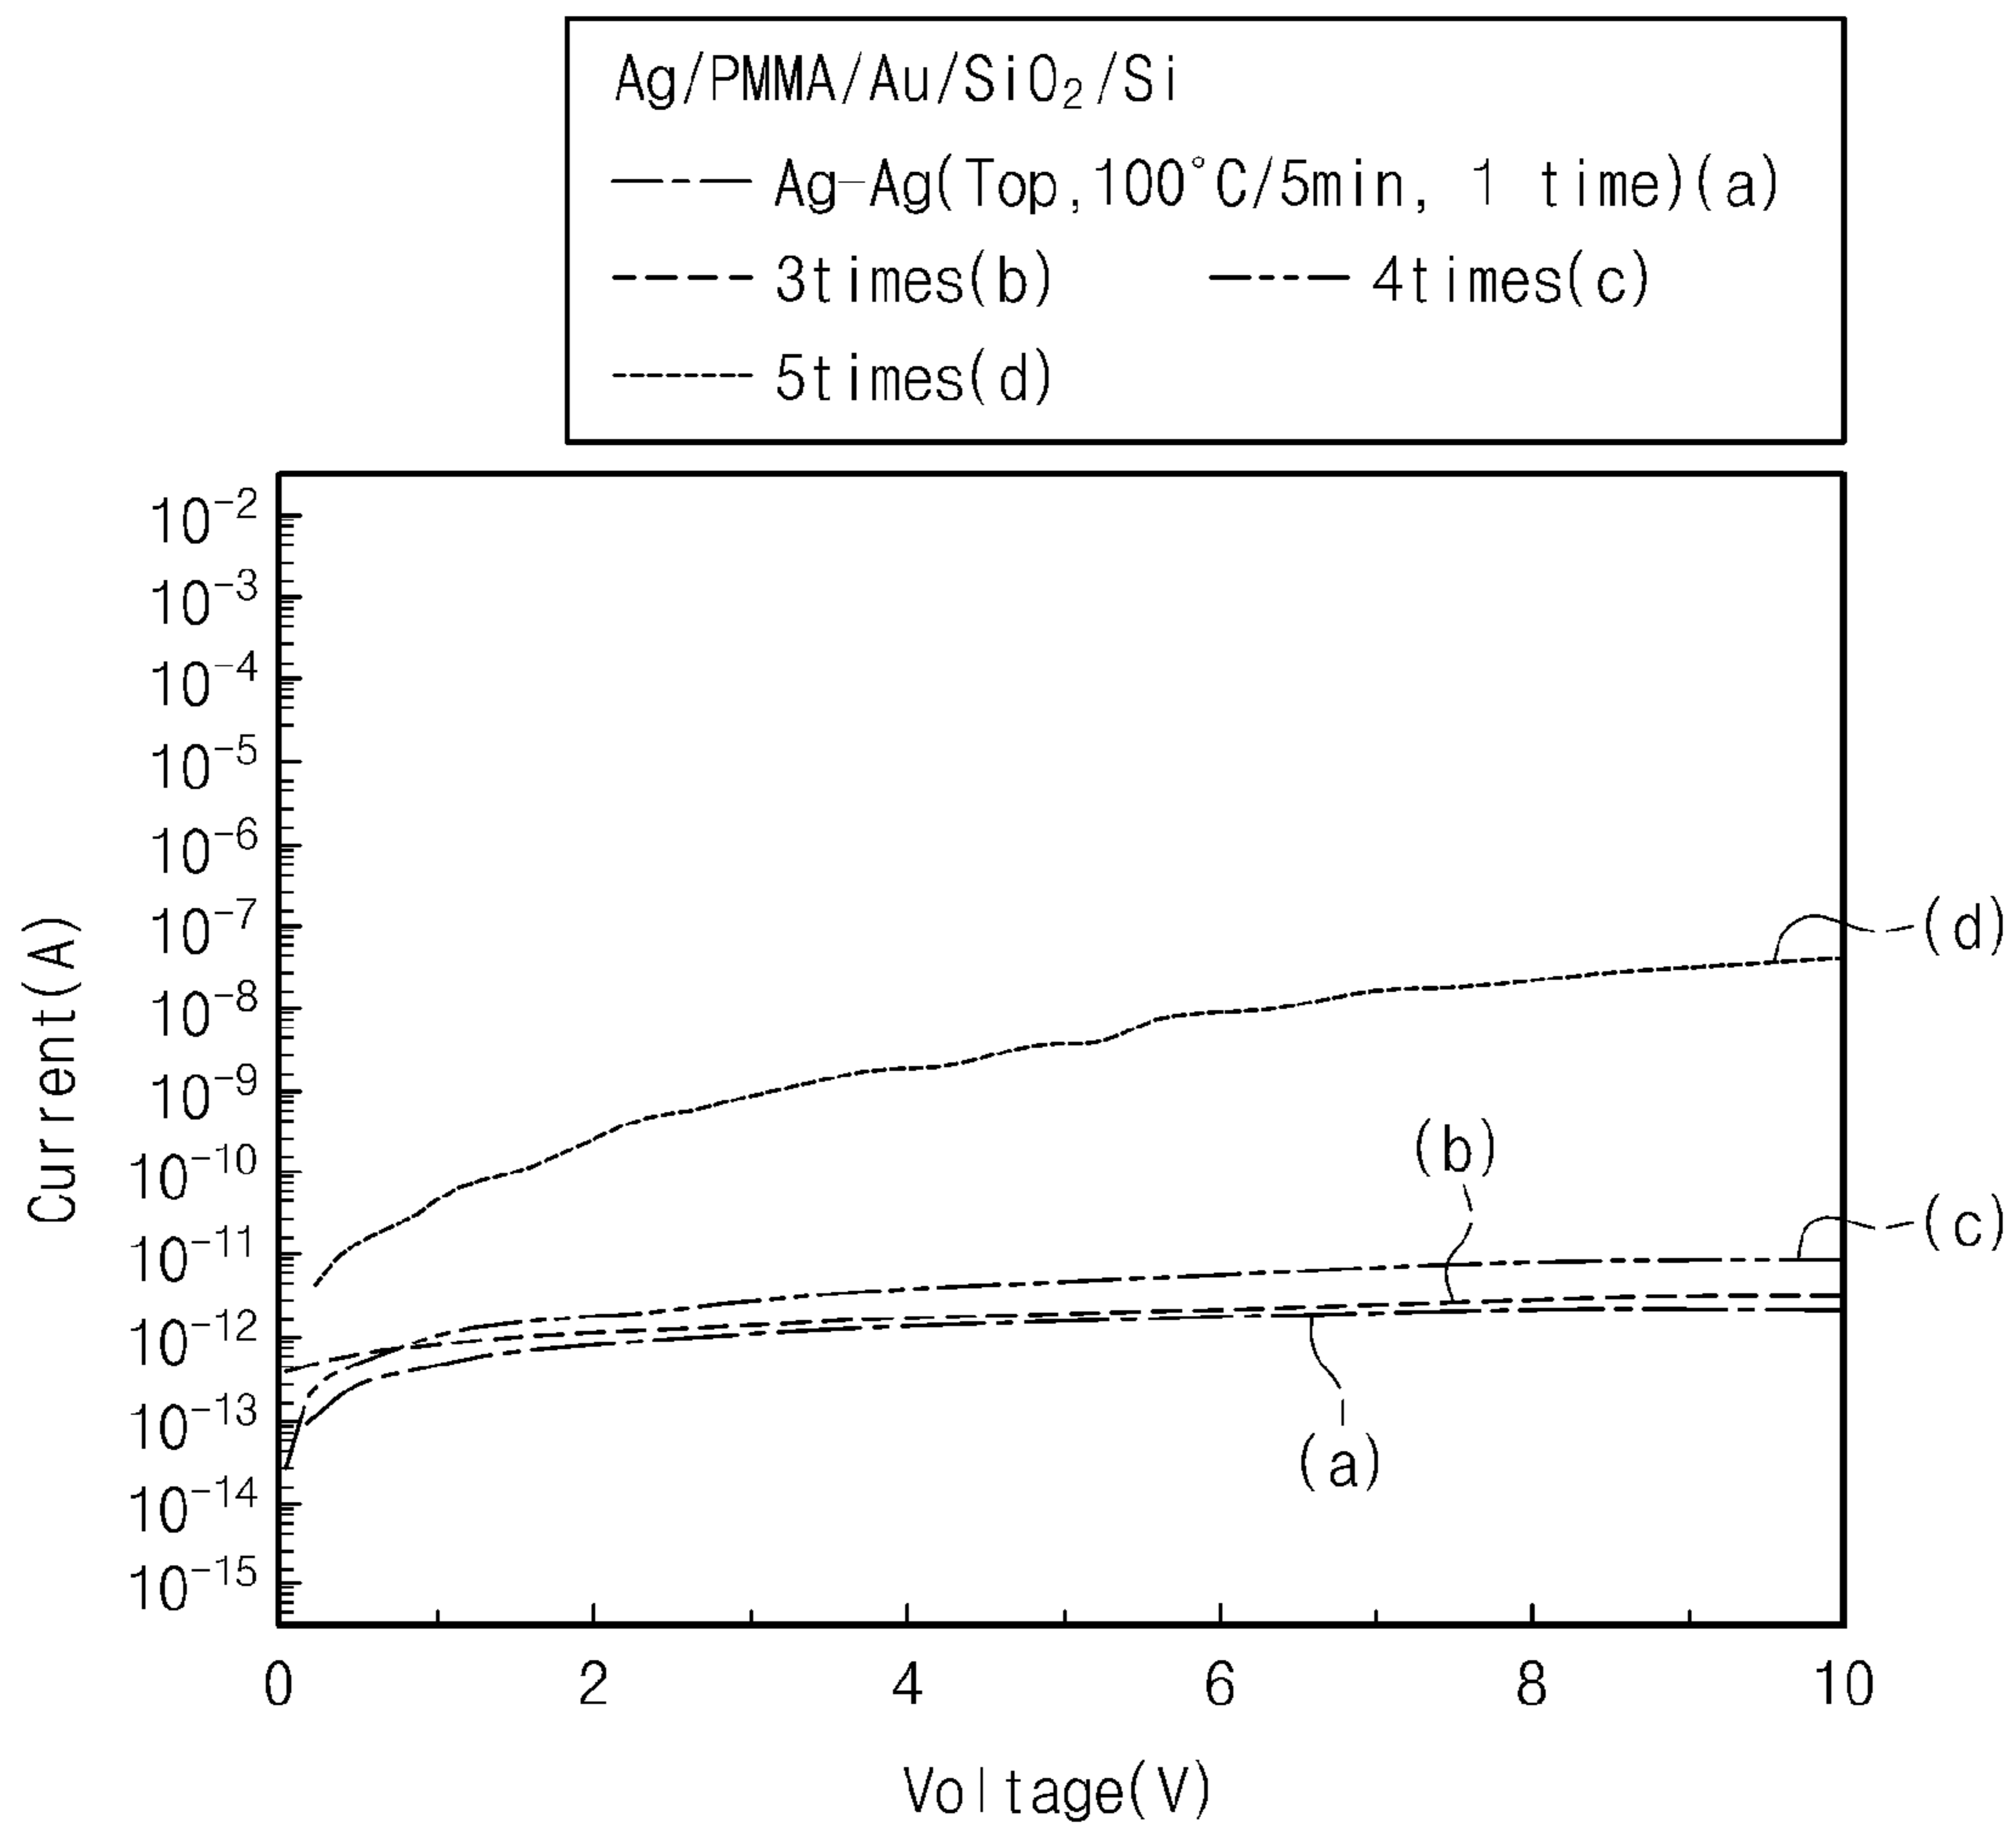 Ag/PMMA/Au/SiO₂/Si
Ag-Ag(Top,100°C/5min, 1 time)(a)
3times(b) 4times(c)
5times(d)
10⁻²
10⁻³
10⁻⁴
10⁻⁵
10⁻⁶
10⁻⁷
10⁻⁸
10⁻⁹
10⁻¹⁰
10⁻¹¹
10⁻¹²
10⁻¹³
10⁻¹⁴
10⁻¹⁵
Current(A)
(d)
(b)
(c)
(a)
0 2 4 6 8 10
Voltage(V)